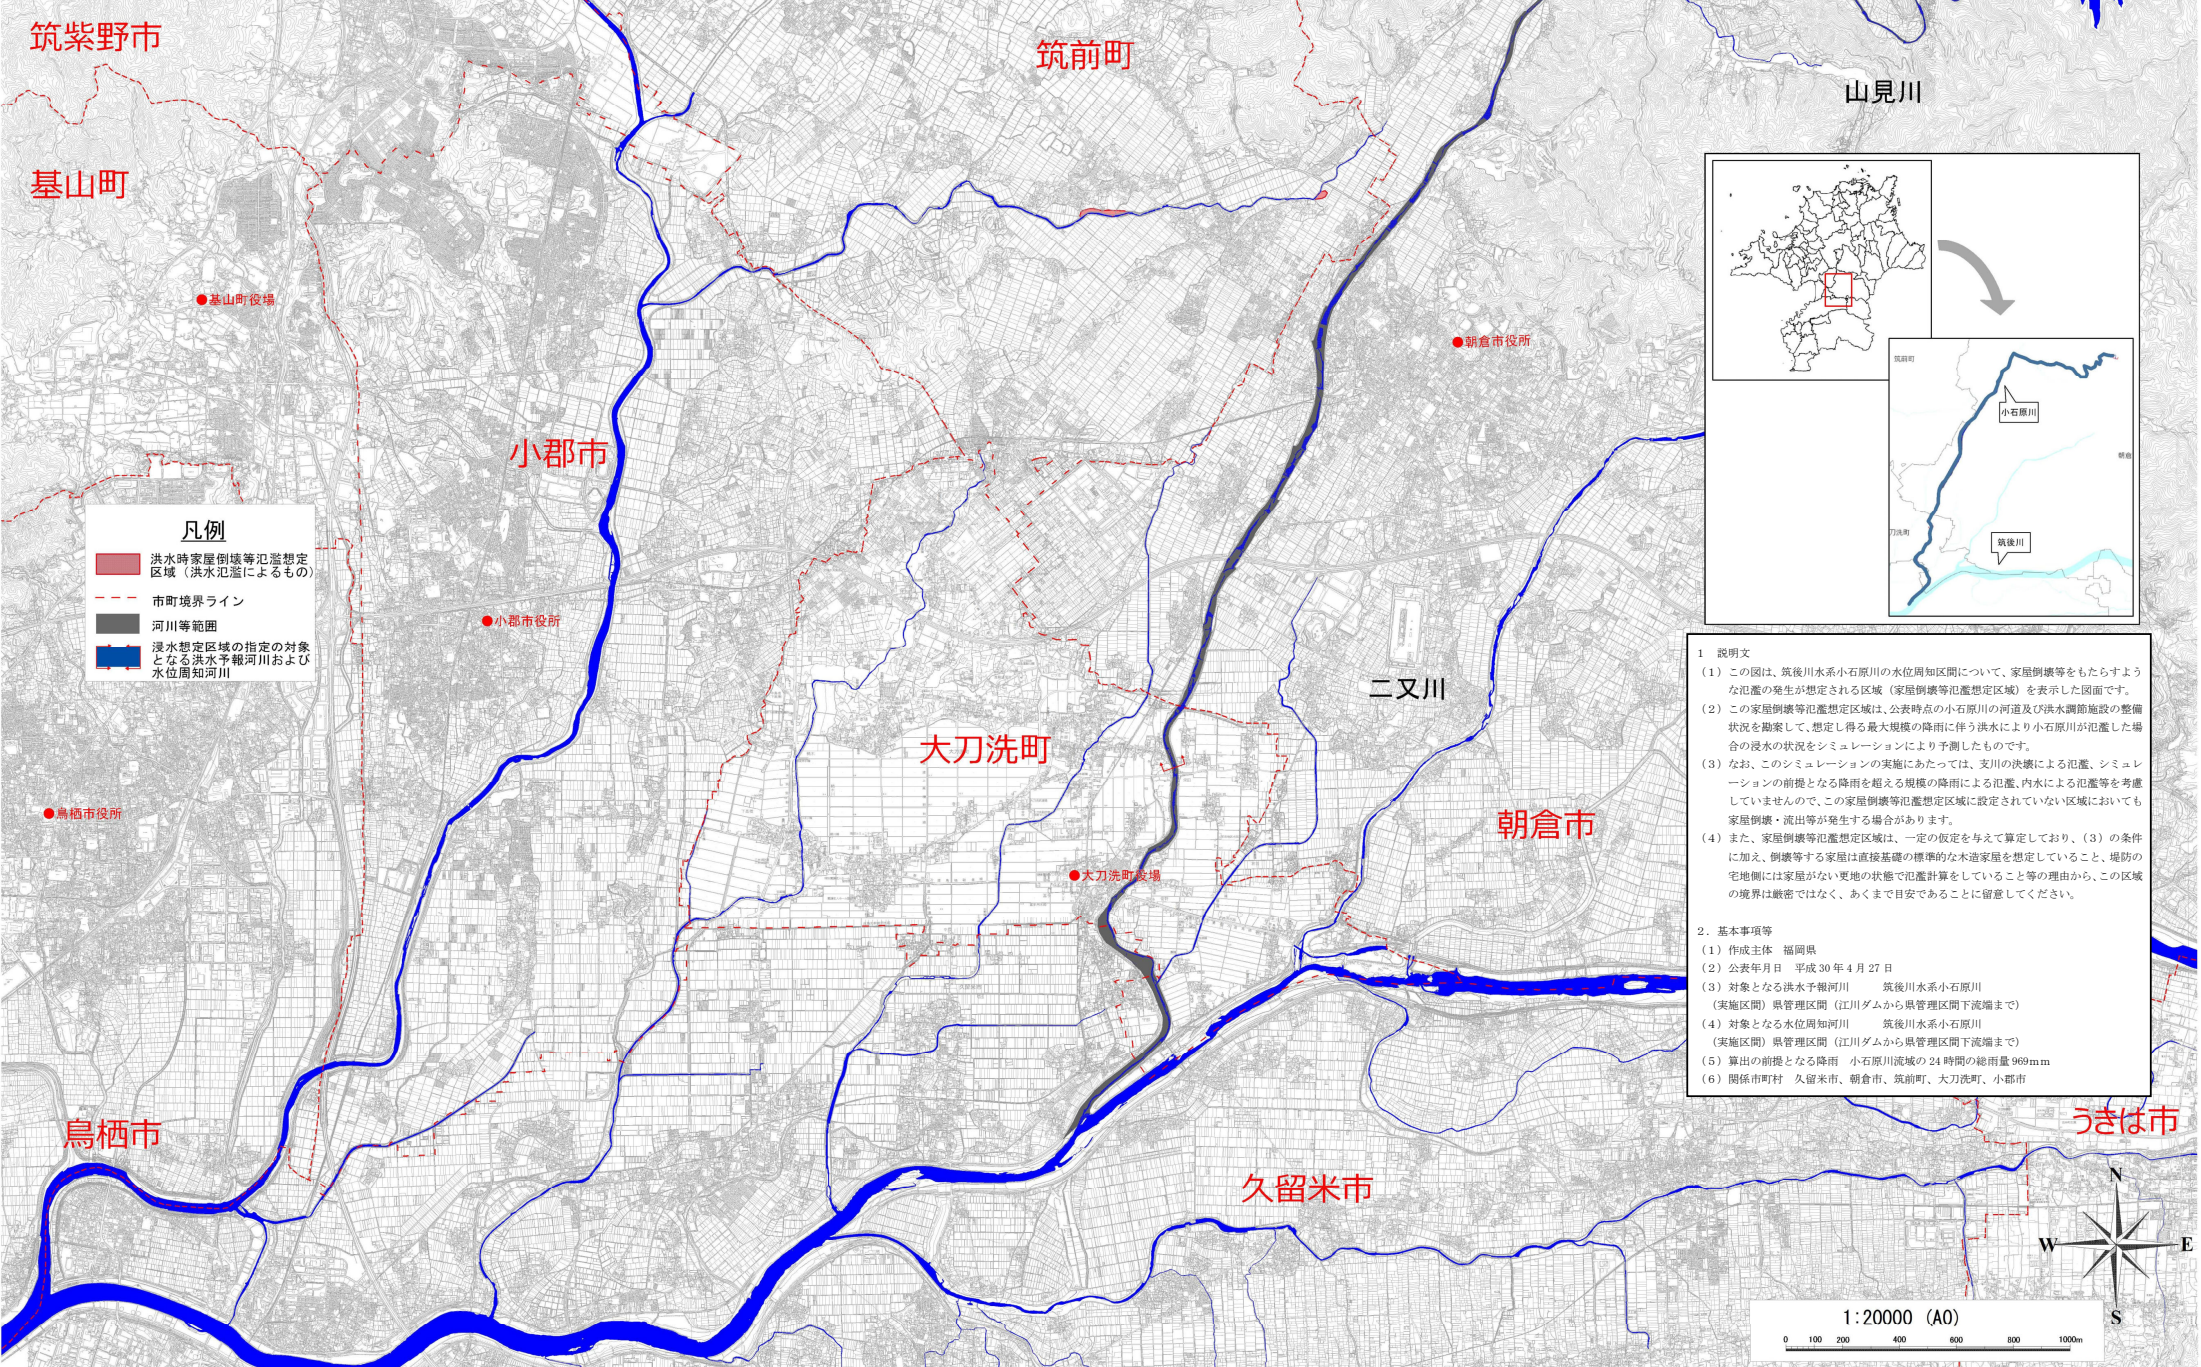 筑紫野市
筑前町
山見川
基山町
基山町役場
朝倉市役所
小郡市
小郡市役所
二又川
大刀洗町
朝倉市
鳥栖市役所
大刀洗町役場
鳥栖市
久留米市
うきは市
凡例
洪水時家屋倒壊等氾濫想定
区域（洪水氾濫によるもの）
市町境界ライン
河川等範囲
浸水想定区域の指定の対象
となる洪水予報河川および
水位周知河川
筑前町
小石原川
朝倉
刀洗町
筑後川
1　説明文
（1）この図は、筑後川水系小石原川の水位周知区間について、家屋倒壊等をもたらすよう
な氾濫の発生が想定される区域（家屋倒壊等氾濫想定区域）を表示した図面です。
（2）この家屋倒壊等氾濫想定区域は、公表時点の小石原川の河道及び洪水調節施設の整備
状況を勘案して、想定し得る最大規模の降雨に伴う洪水により小石原川が氾濫した場
合の浸水の状況をシミュレーションにより予測したものです。
（3）なお、このシミュレーションの実施にあたっては、支川の決壊による氾濫、シミュレ
ーションの前提となる降雨を超える規模の降雨による氾濫、内水による氾濫等を考慮
していませんので、この家屋倒壊等氾濫想定区域に設定されていない区域においても
家屋倒壊・流出等が発生する場合があります。
（4）また、家屋倒壊等氾濫想定区域は、一定の仮定を与えて算定しており、（3）の条件
に加え、倒壊等する家屋は直接基礎の標準的な木造家屋を想定していること、堤防の
宅地側には家屋がない更地の状態で氾濫計算をしていること等の理由から、この区域
の境界は厳密ではなく、あくまで目安であることに留意してください。
2．基本事項等
（1）作成主体　福岡県
（2）公表年月日　平成30年4月27日
（3）対象となる洪水予報河川　　筑後川水系小石原川
（実施区間）県管理区間（江川ダムから県管理区間下流端まで）
（4）対象となる水位周知河川　　筑後川水系小石原川
（実施区間）県管理区間（江川ダムから県管理区間下流端まで）
（5）算出の前提となる降雨　小石原川流域の24時間の総雨量969mm
（6）関係市町村　久留米市、朝倉市、筑前町、大刀洗町、小郡市
N
W
E
S
1:20000 (A0)
0 100 200 400 600 800 1000m